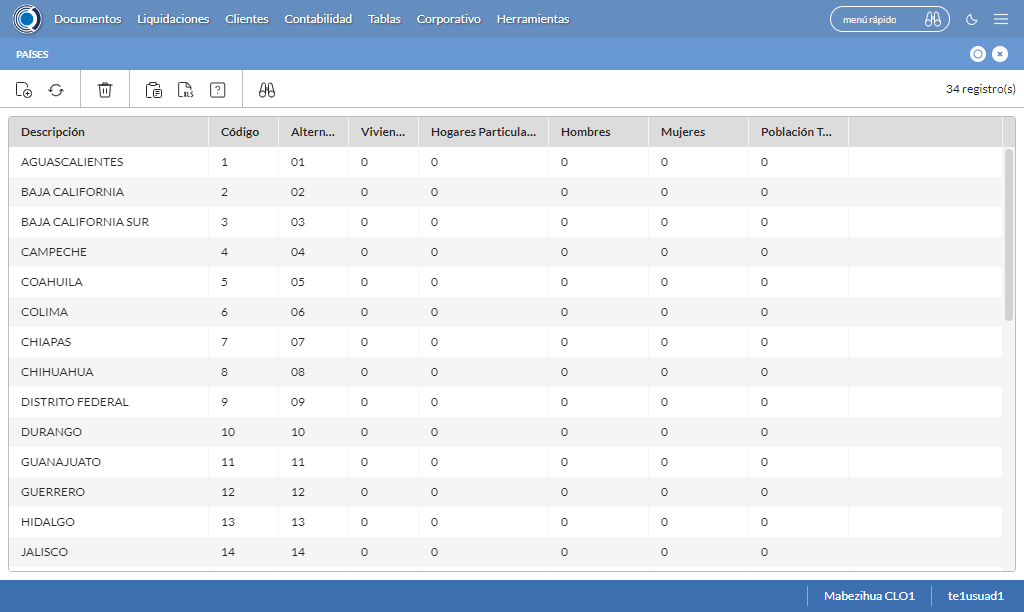 Documentos Liquidaciones Clientes Contabilidad Tablas Corporativo Herramientas menú rápido
PAÍSES
XLS ? 34 registro(s)
Descripción Código Altern... Vivien... Hogares Particula... Hombres Mujeres Población T...
AGUASCALIENTES 1 01 0 0 0 0 0
BAJA CALIFORNIA 2 02 0 0 0 0 0
BAJA CALIFORNIA SUR 3 03 0 0 0 0 0
CAMPECHE 4 04 0 0 0 0 0
COAHUILA 5 05 0 0 0 0 0
COLIMA 6 06 0 0 0 0 0
CHIAPAS 7 07 0 0 0 0 0
CHIHUAHUA 8 08 0 0 0 0 0
DISTRITO FEDERAL 9 09 0 0 0 0 0
DURANGO 10 10 0 0 0 0 0
GUANAJUATO 11 11 0 0 0 0 0
GUERRERO 12 12 0 0 0 0 0
HIDALGO 13 13 0 0 0 0 0
JALISCO 14 14 0 0 0 0 0
Mabezihua CLO1 te1usuad1